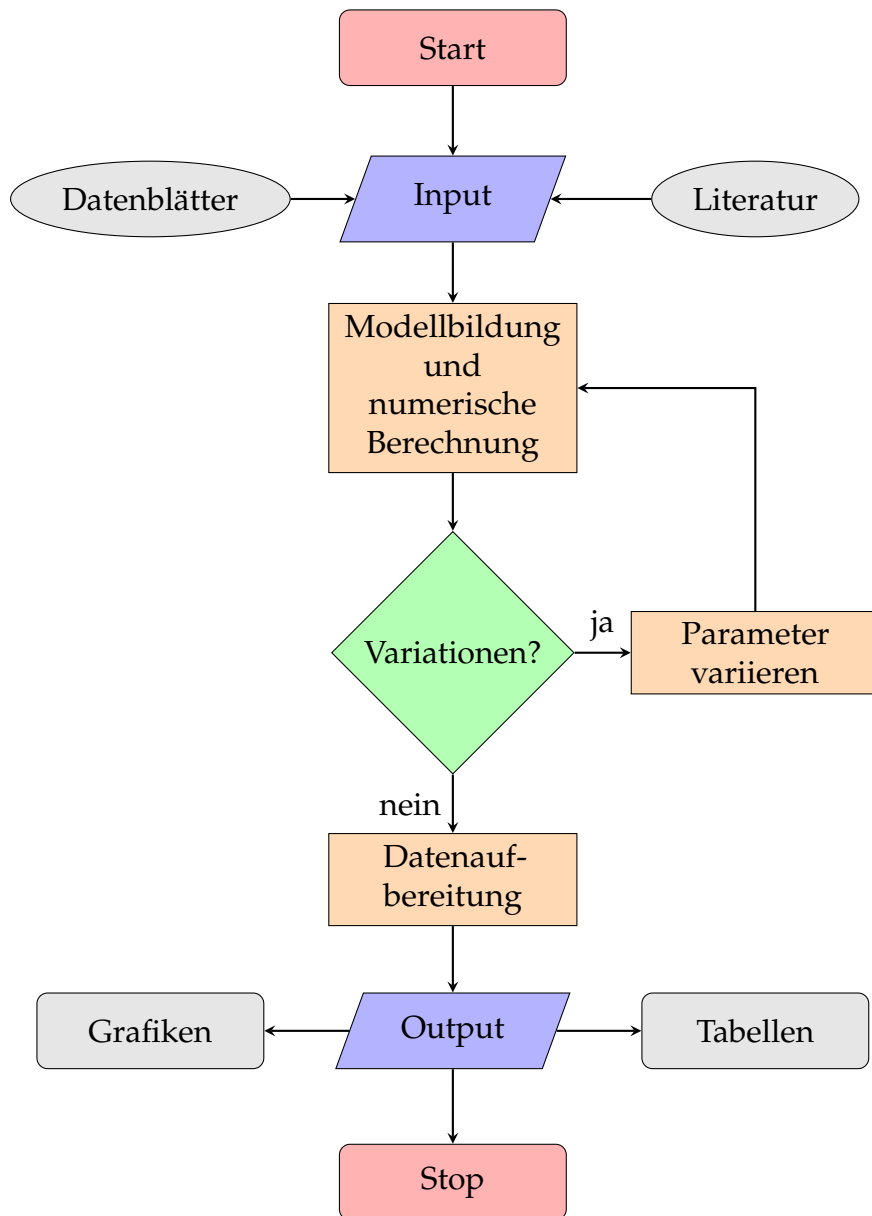 Start
Datenblätter
Input
Literatur
Modellbildung
und
numerische
Berechnung
Variationen?
ja
Parameter
variieren
nein
Datenauf-
bereitung
Grafiken
Output
Tabellen
Stop